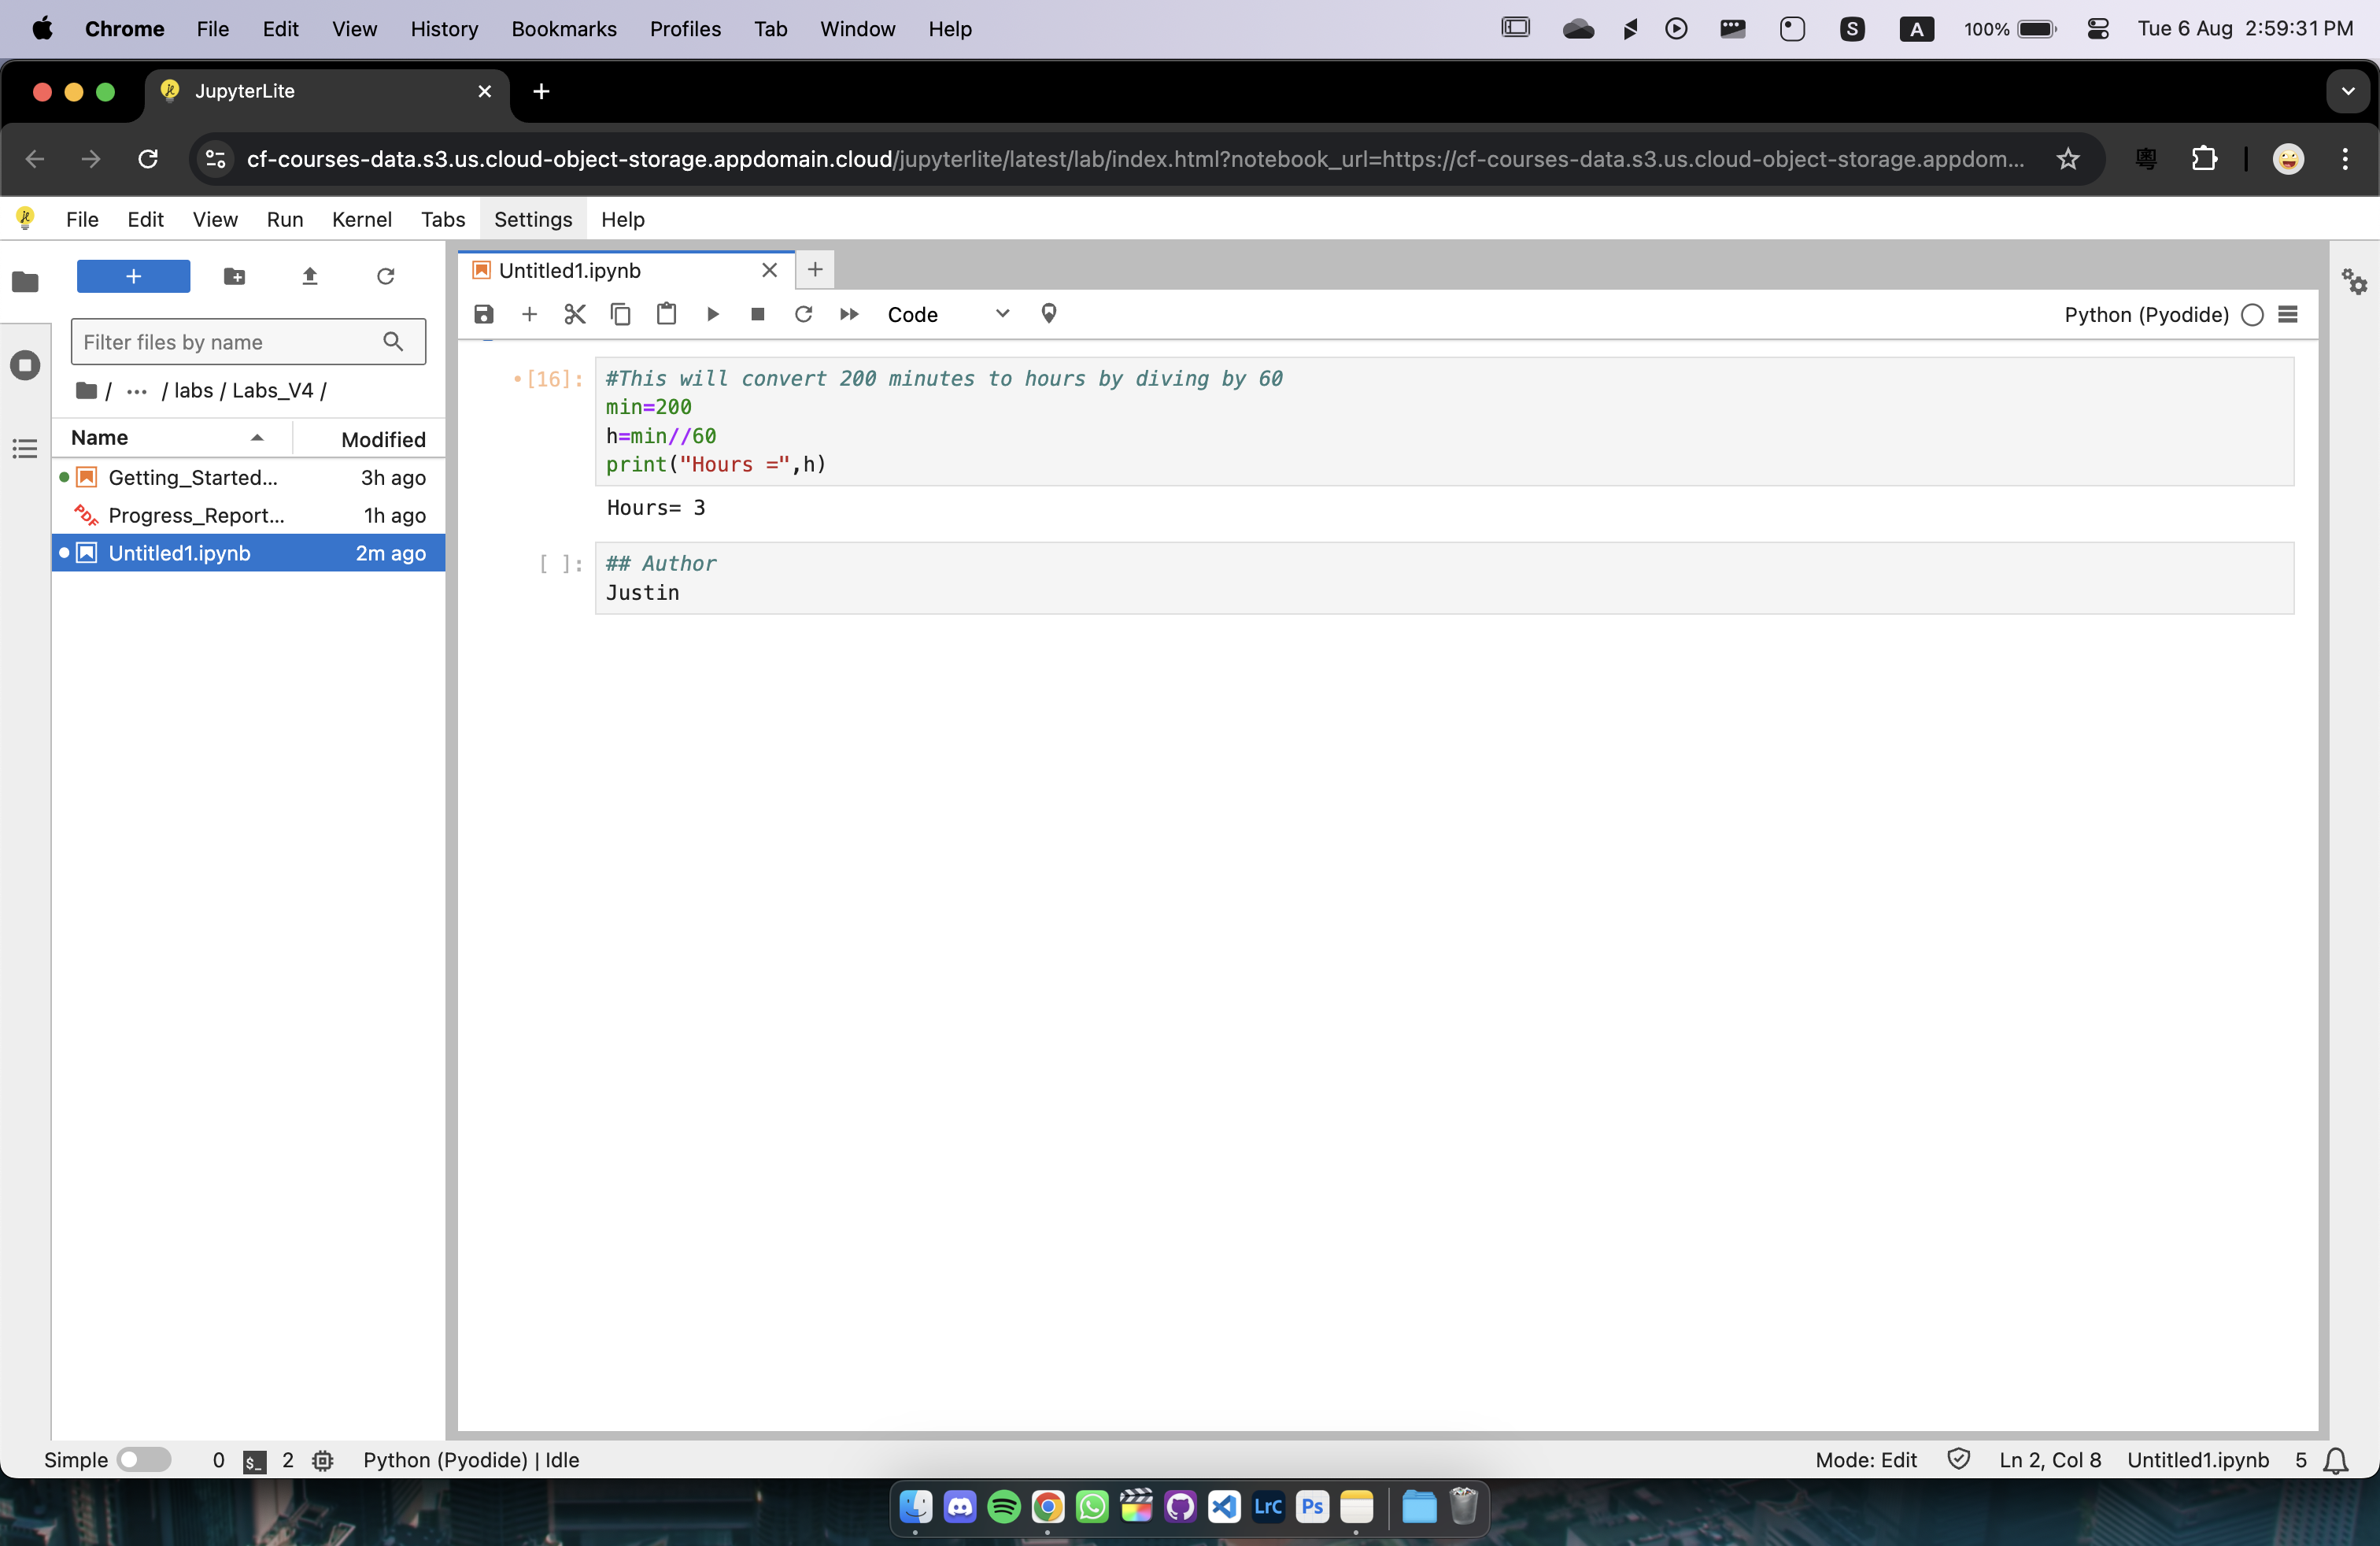 Chrome File Edit View History Bookmarks Profiles Tab Window Help S A 100% Tue 6 Aug 2:59:31 PM
JupyterLite
cf-courses-data.s3.us.cloud-object-storage.appdomain.cloud/jupyterlite/latest/lab/index.html?notebook_url=https://cf-courses-data.s3.us.cloud-object-storage.appdom... 粵
File Edit View Run Kernel Tabs Settings Help
Untitled1.ipynb
Code Python (Pyodide)
Filter files by name
/ ... / labs / Labs_V4 /
Name Modified
Getting_Started... 3h ago
PDF Progress_Report... 1h ago
Untitled1.ipynb 2m ago
[16]: #This will convert 200 minutes to hours by diving by 60
min=200
h=min//60
print("Hours =",h)
Hours= 3
[ ]: ## Author
Justin
Simple 0 $_ 2 Python (Pyodide) | Idle Mode: Edit Ln 2, Col 8 Untitled1.ipynb 5
LrC Ps